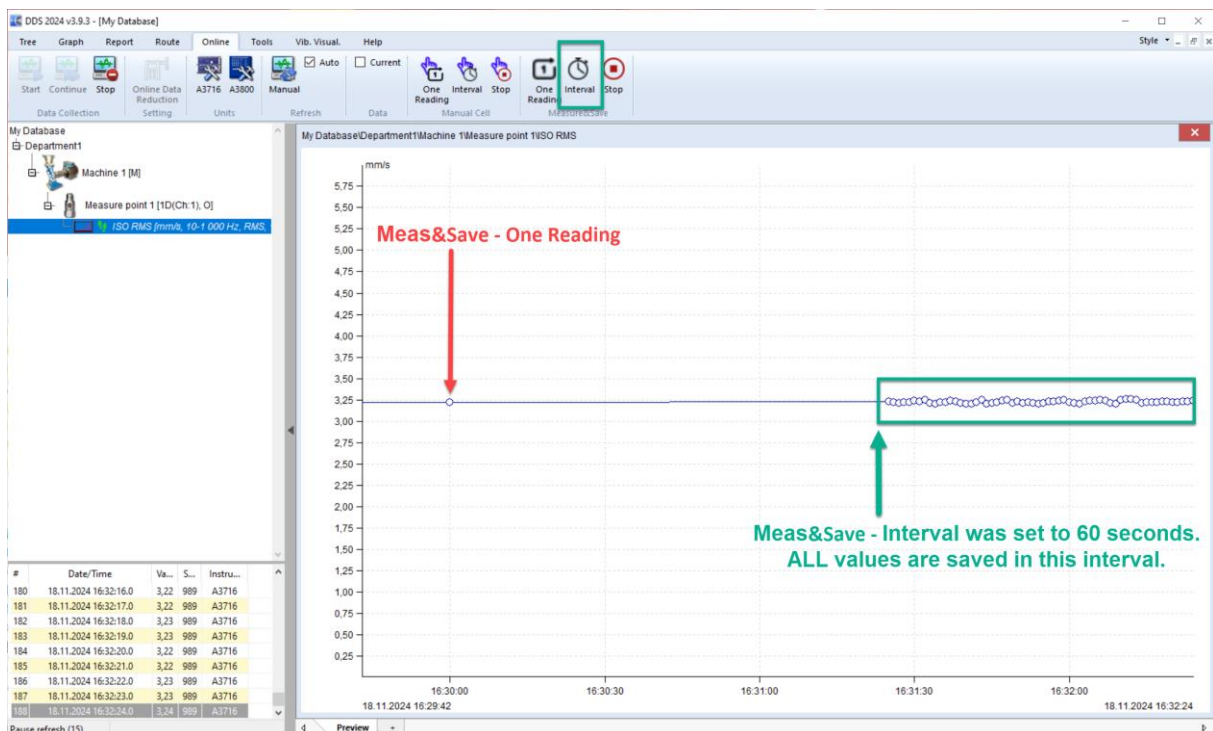 DDS 2024 v3.9.3 - [My Database]
Tree Graph Report Route Online Tools Vib. Visual. Help Style
Auto Current
Start Continue Stop Online Data Reduction A3716 A3800 Manual One Reading Interval Stop One Reading Interval Stop
Data Collection Setting Units Refresh Data Manual Cell Measure&Save
My Database
Department1
Machine 1 [M]
Measure point 1 [1D(Ch:1), O]
ISO RMS [mm/s, 10-1 000 Hz, RMS,
# Date/Time Va... S... Instru...
180 18.11.2024 16:32:16.0 3,22 989 A3716
181 18.11.2024 16:32:17.0 3,22 989 A3716
182 18.11.2024 16:32:18.0 3,23 989 A3716
183 18.11.2024 16:32:19.0 3,23 989 A3716
184 18.11.2024 16:32:20.0 3,22 989 A3716
185 18.11.2024 16:32:21.0 3,22 989 A3716
186 18.11.2024 16:32:22.0 3,23 989 A3716
187 18.11.2024 16:32:23.0 3,23 989 A3716
188 18.11.2024 16:32:24.0 3,24 989 A3716
Pause refresh (15)
My Database\Department1\Machine 1\Measure point 1\ISO RMS
mm/s
5,75
5,50
5,25
5,00
4,75
4,50
4,25
4,00
3,75
3,50
3,25
3,00
2,75
2,50
2,25
2,00
1,75
1,50
1,25
1,00
0,75
0,50
0,25
Meas&Save - One Reading
Meas&Save - Interval was set to 60 seconds.
ALL values are saved in this interval.
16:30:00 16:30:30 16:31:00 16:31:30 16:32:00
18.11.2024 16:29:42 18.11.2024 16:32:24
Preview +